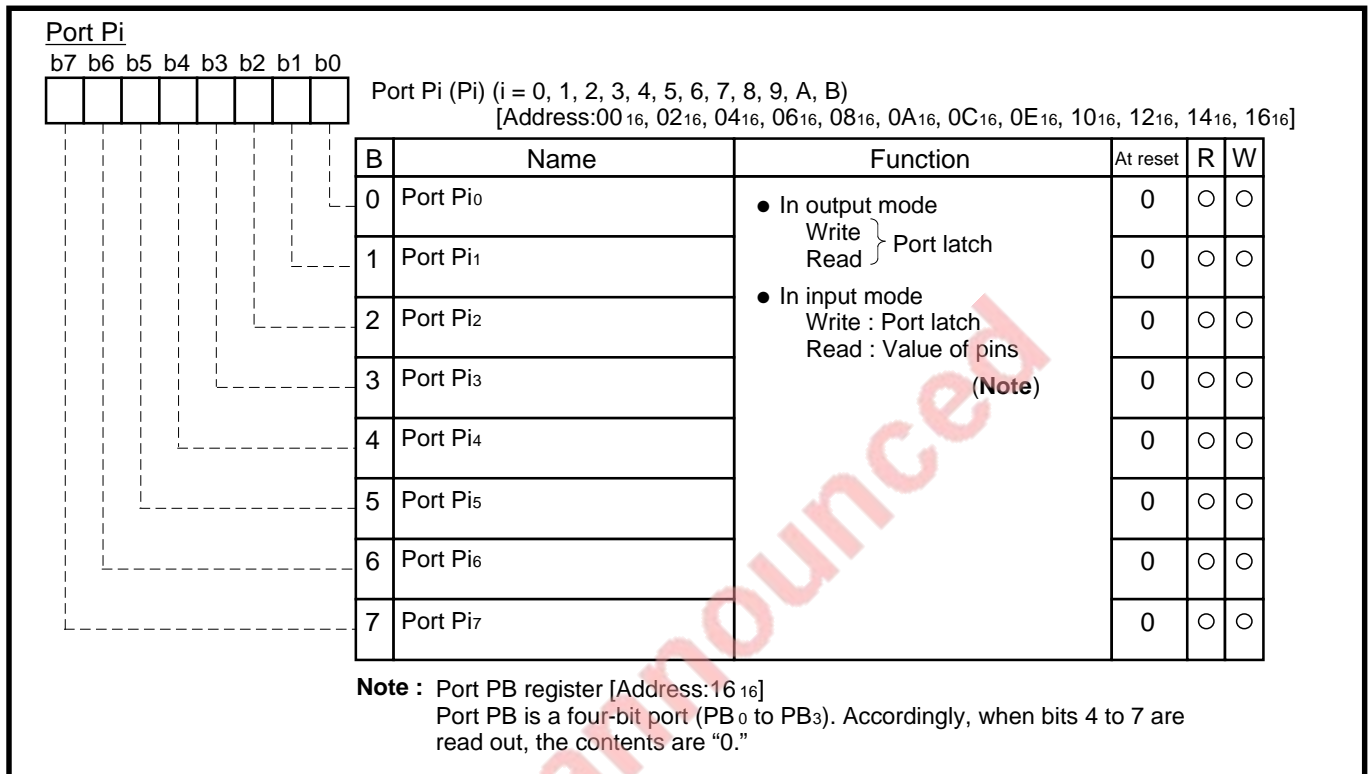 Port Pi
b7 b6 b5 b4 b3 b2 b1 b0
Port Pi (Pi) (i = 0, 1, 2, 3, 4, 5, 6, 7, 8, 9, A, B)
[Address:00 16, 0216, 0416, 0616, 0816, 0A16, 0C16, 0E16, 1016, 1216, 1416, 1616]
B Name Function At reset R W
0 Port Pi0 0 ○ ○
● In output mode
Write
Read } Port latch
1 Port Pi1 0 ○ ○
● In input mode
2 Port Pi2 Write : Port latch 0 ○ ○
Read : Value of pins
3 Port Pi3 (Note) 0 ○ ○
4 Port Pi4 0 ○ ○
5 Port Pi5 0 ○ ○
6 Port Pi6 0 ○ ○
7 Port Pi7 0 ○ ○
Note : Port PB register [Address:16 16]
Port PB is a four-bit port (PB0 to PB3). Accordingly, when bits 4 to 7 are
read out, the contents are “0.”